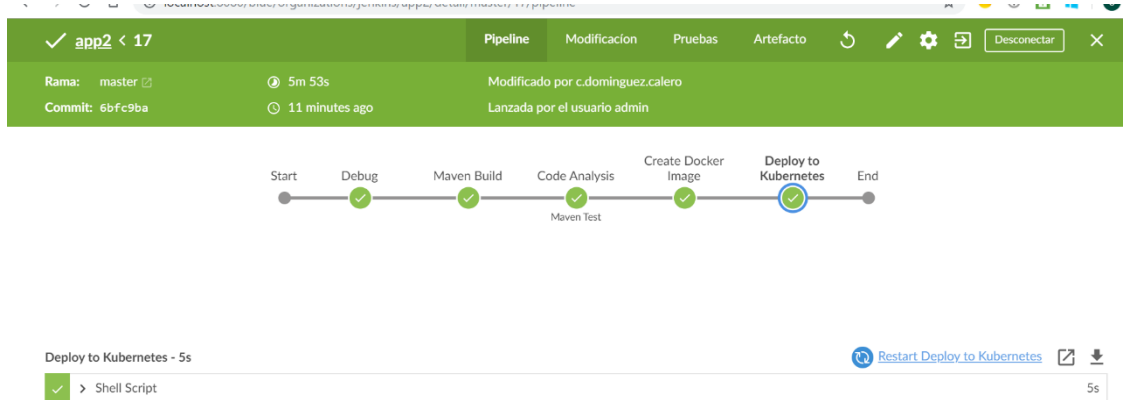 app2 < 17
Pipeline Modificacíon Pruebas Artefacto Desconectar
Rama: master 5m 53s Modificado por c.dominguez.calero
Commit: 6bfc9ba 11 minutes ago Lanzada por el usuario admin
Start Debug Maven Build Code Analysis Create Docker Image Deploy to Kubernetes End
Maven Test
Deploy to Kubernetes - 5s Restart Deploy to Kubernetes
Shell Script 5s